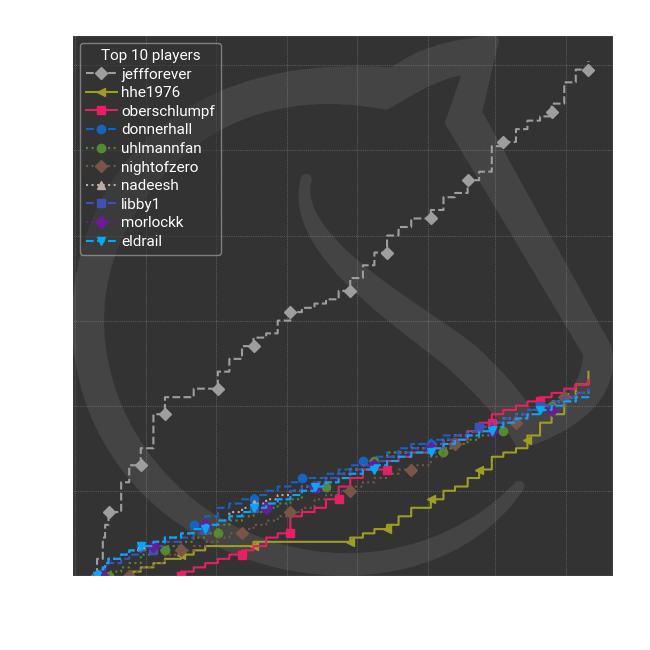 Top 10 players
jeffforever
hhe1976
oberschlumpf
donnerhall
uhlmannfan
nightofzero
nadeesh
libby1
morlockk
eldrail